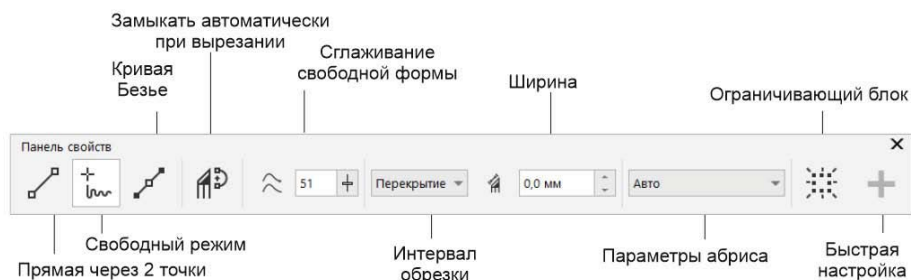 Замыкать автоматически
при вырезании
Сглаживание
свободной формы
Кривая
Безье
Ширина
Ограничивающий блок
Панель свойств
51
Перекрытие
0,0 мм
Авто
Свободный режим
Прямая через 2 точки
Интервал
обрезки
Параметры абриса
Быстрая
настройка